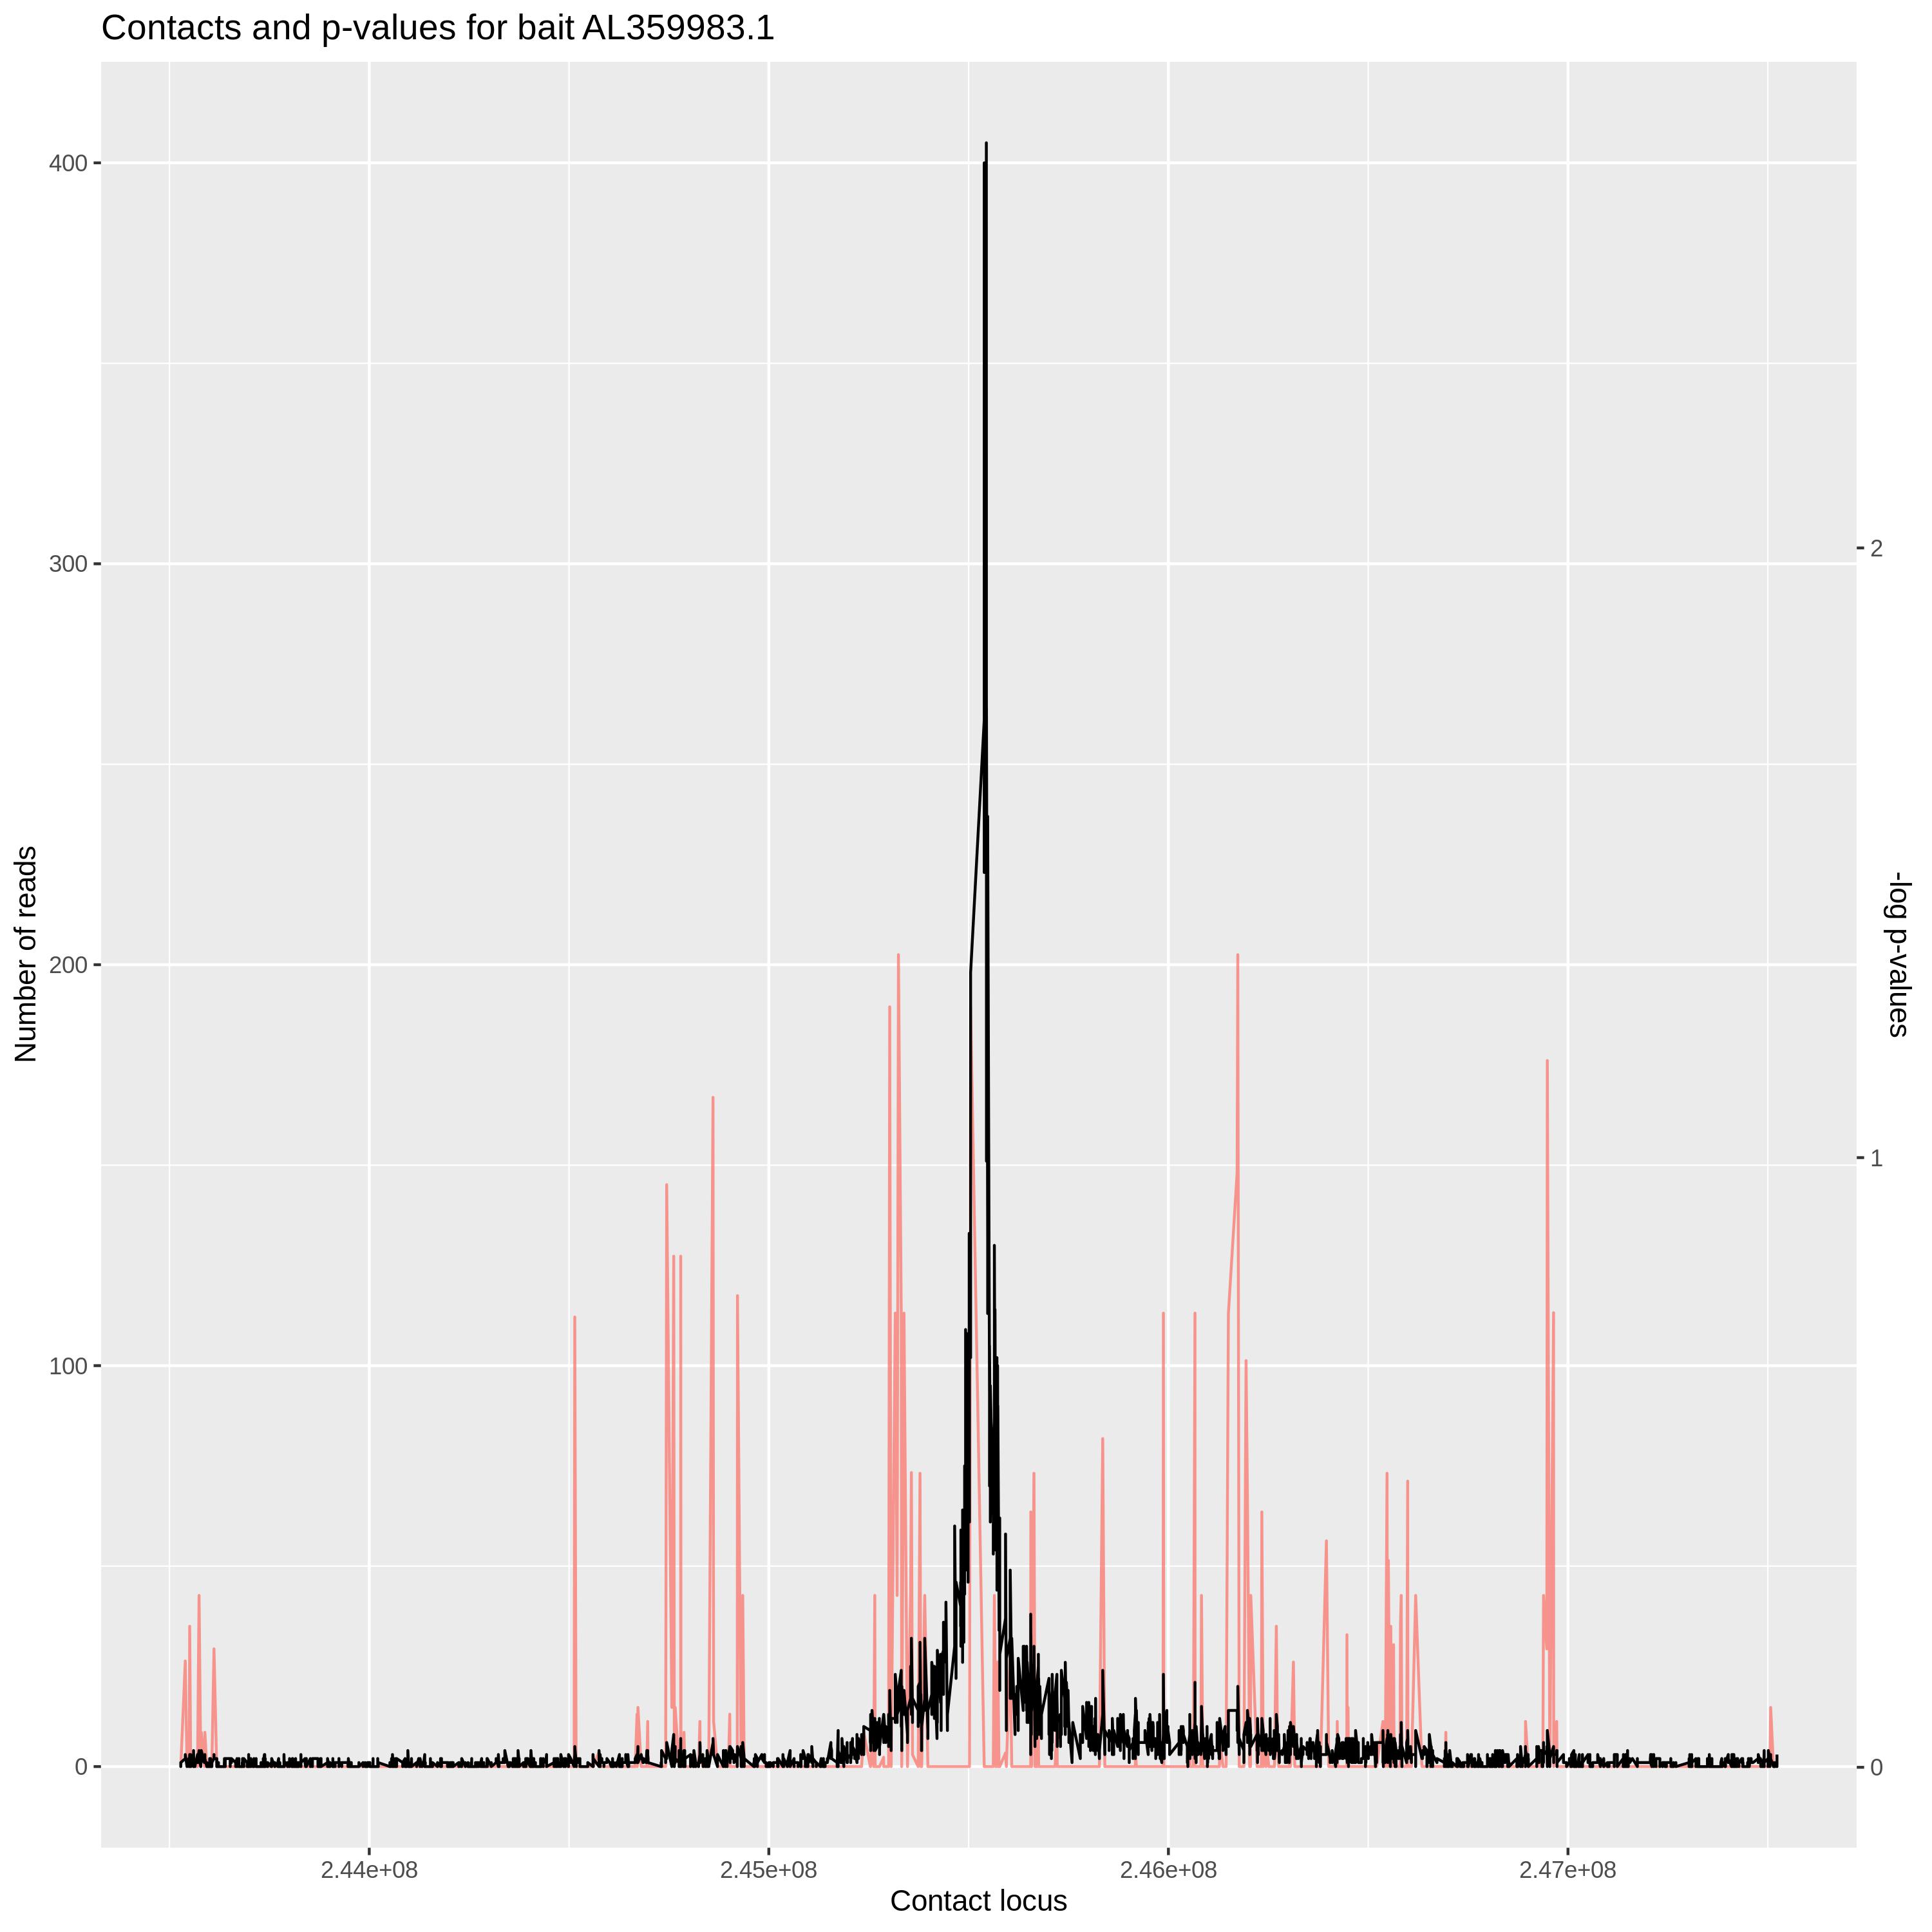 Contacts and p-values for bait AL359983.1
400
300
200
100
0
Number of reads
2
1
0
-log p-values
2.44e+08
2.45e+08
2.46e+08
2.47e+08
Contact locus